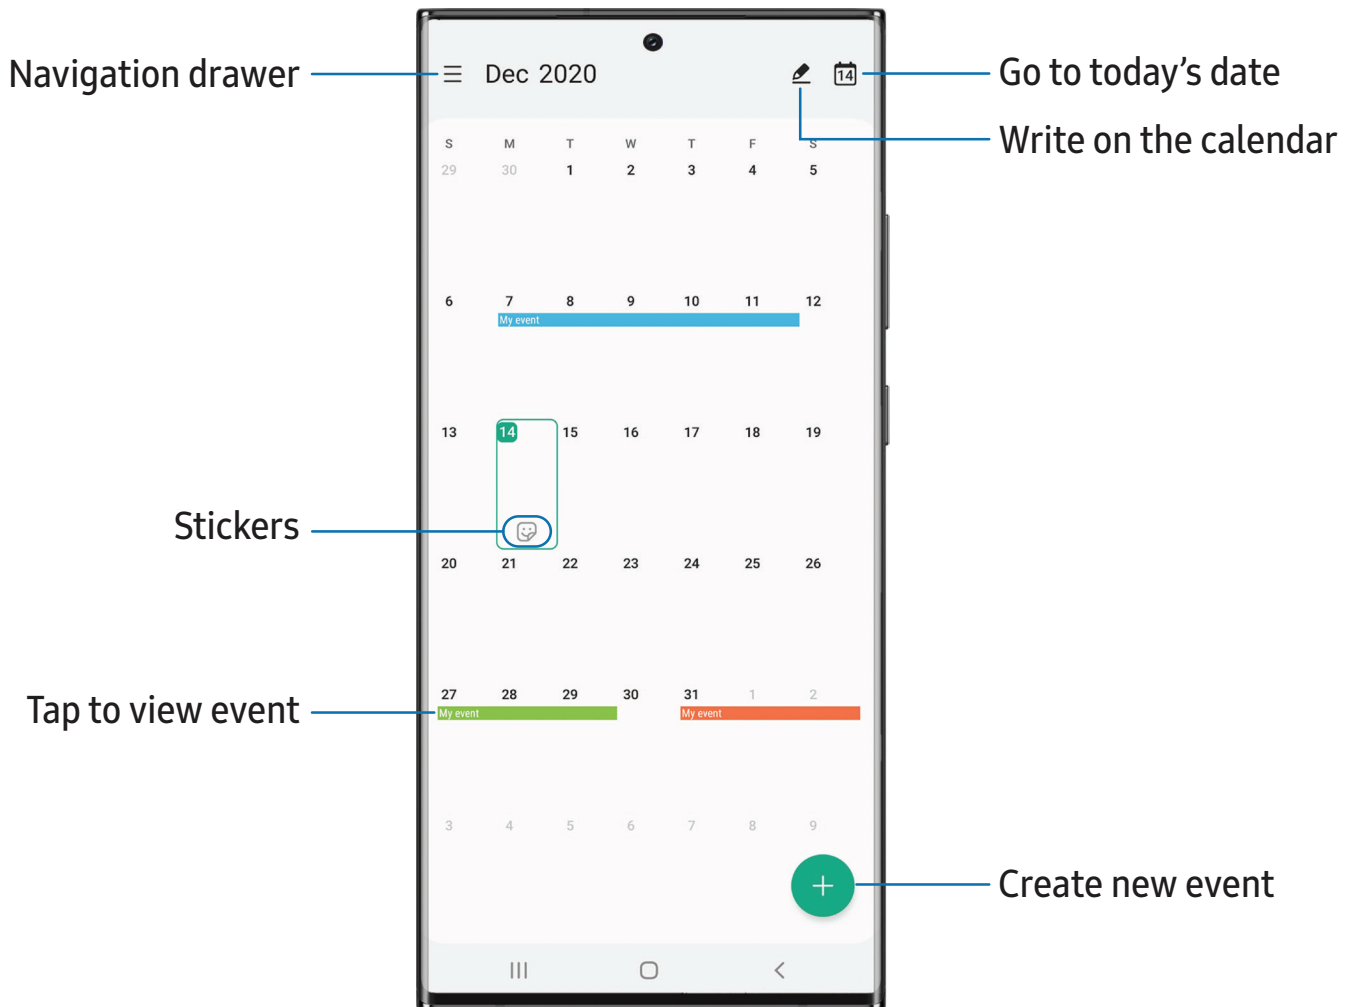 Navigation drawer
Dec 2020
14
Go to today's date
Write on the calendar
S M T W T F S
29 30 1 2 3 4 5
6 7 8 9 10 11 12
My event
13 14 15 16 17 18 19
Stickers
20 21 22 23 24 25 26
27 28 29 30 31 1 2
Tap to view event
My event My event
3 4 5 6 7 8 9
Create new event